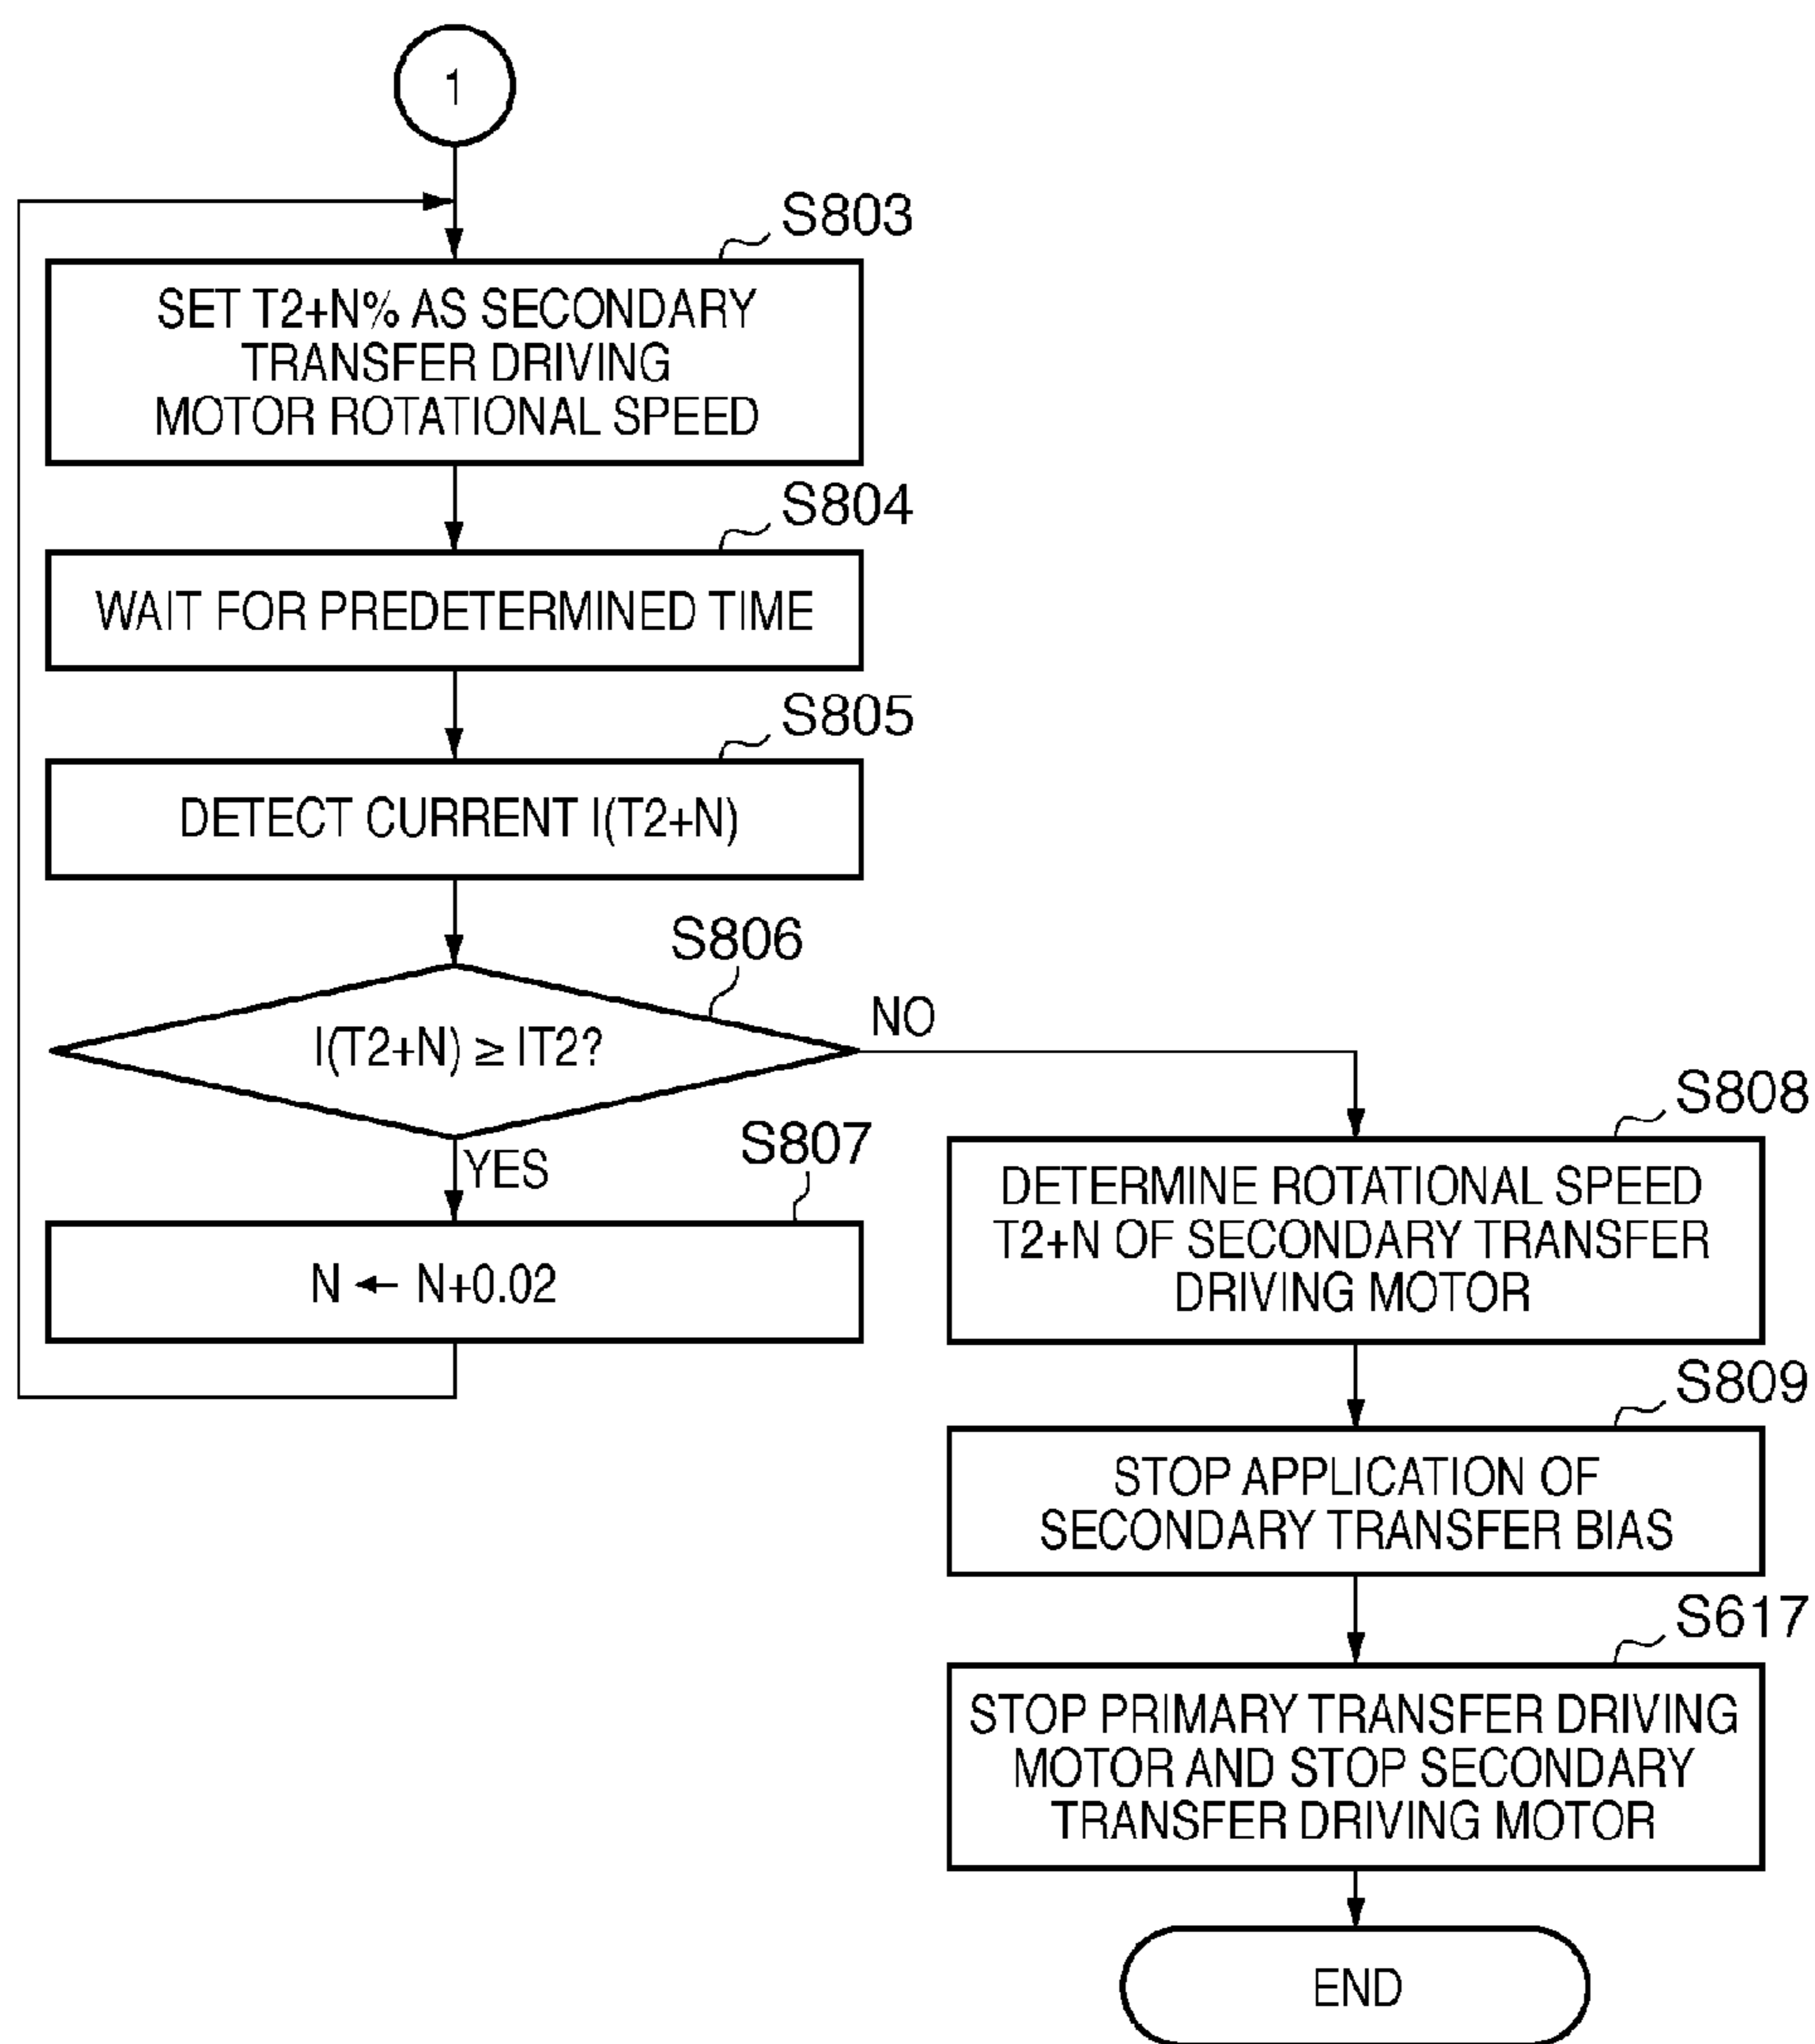 1
S803
SET T2+N% AS SECONDARY
TRANSFER DRIVING
MOTOR ROTATIONAL SPEED
S804
WAIT FOR PREDETERMINED TIME
S805
DETECT CURRENT I(T2+N)
S806
I(T2+N) ≥ IT2?
NO
YES
S807
N ← N+0.02
S808
DETERMINE ROTATIONAL SPEED
T2+N OF SECONDARY TRANSFER
DRIVING MOTOR
S809
STOP APPLICATION OF
SECONDARY TRANSFER BIAS
S617
STOP PRIMARY TRANSFER DRIVING
MOTOR AND STOP SECONDARY
TRANSFER DRIVING MOTOR
END